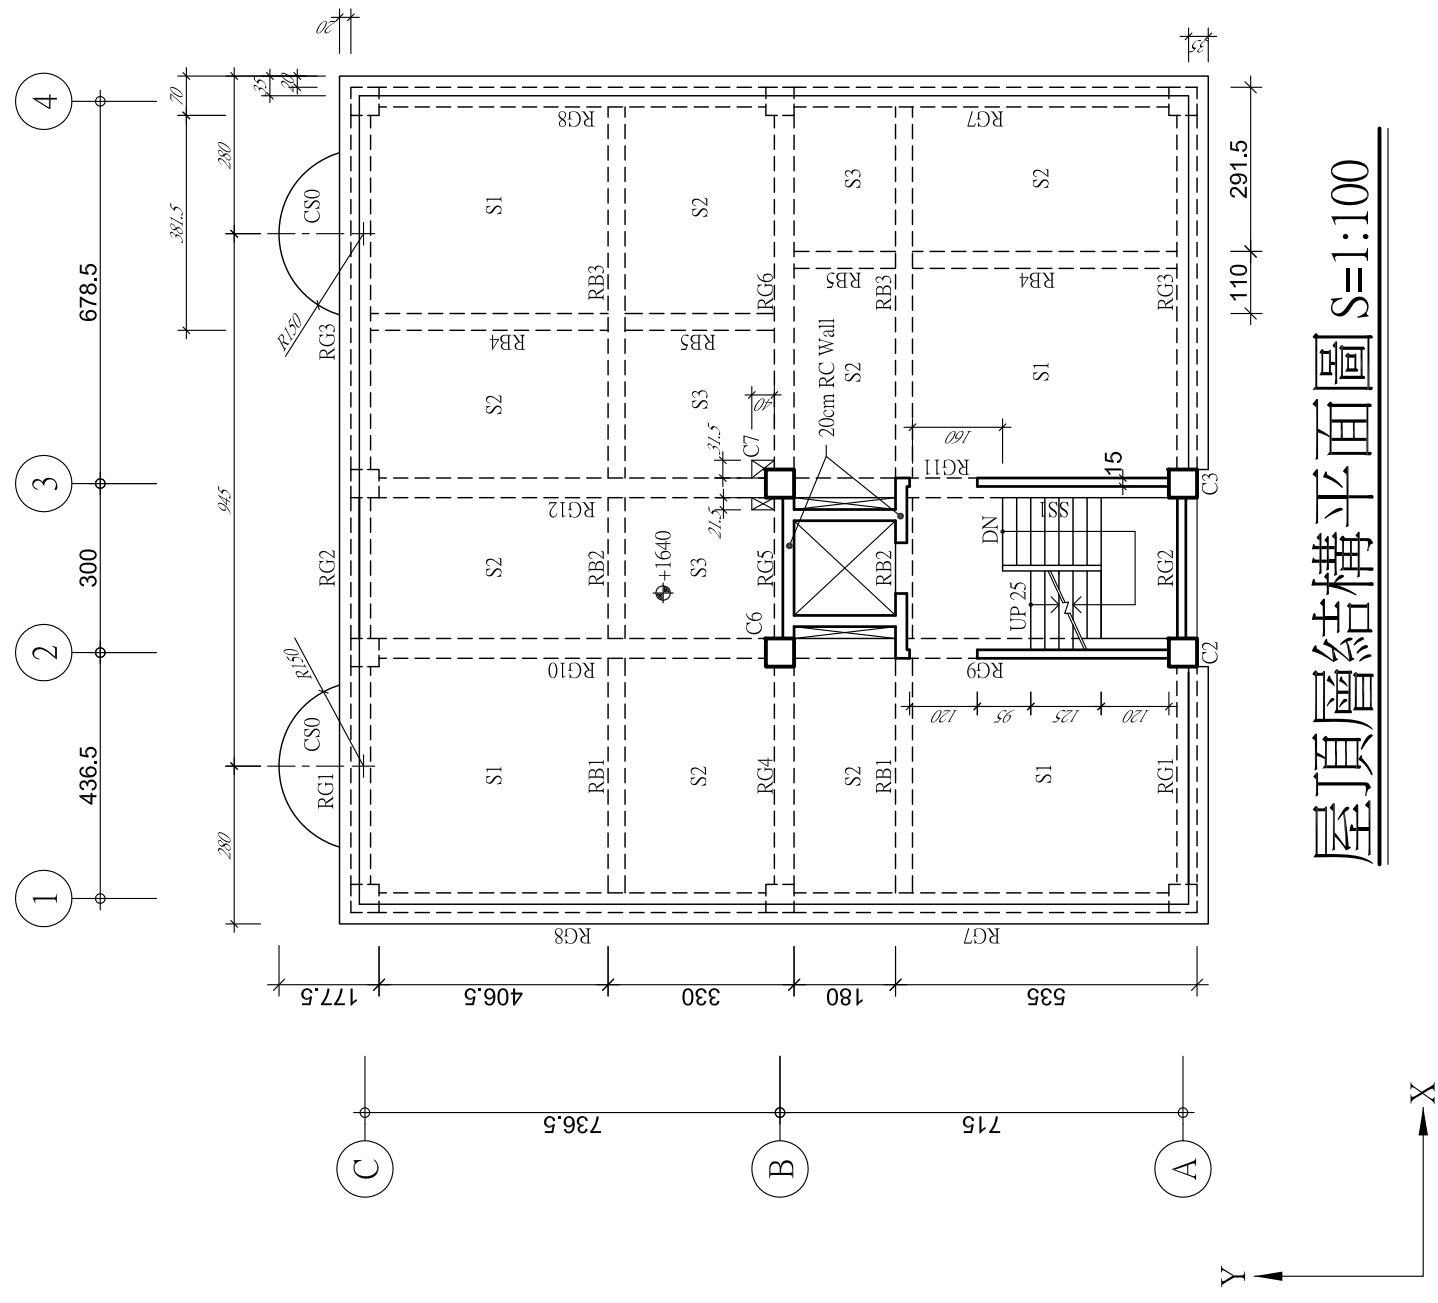 4
3
2
1
678.5
300
436.5
70
381.5
35
20
280
945
280
20
35
R150
R150
CS0
CS0
RG3
RG2
RG1
RG8
RG7
S1
S2
S3
S2
RB3
RG6
RB5
RB3
RB4
RG3
RB4
RB5
S2
S3
S2
S1
20cm RC Wall
40
31.5
C7
160
RG11
15
C3
RG12
21.5
SS1
DN
S2
RB2
S3
+1640
RG5
RB2
RG2
UP 25
C6
C2
RG10
RG9
120
95
125
120
S1
RB1
S2
RG4
S2
RB1
S1
RG1
RG8
RG7
291.5
110
177.5
406.5
330
180
535
C
736.5
B
715
A
屋頂層結構平面圖 S=1:100
X
Y